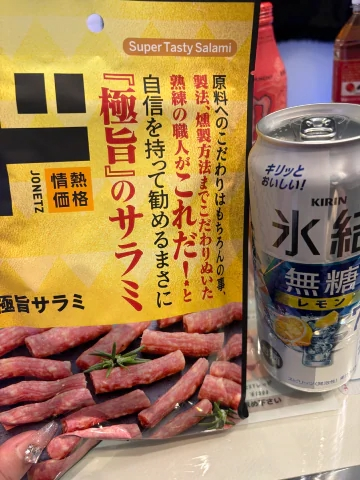 Super Tasty Salami
原料へのこだわりはもちろんの事、
製法、燻製方法までこだわりぬいた
熟練の職人がこれだ！と
自信を持って勧めるまさに
『極旨』のサラミ
JONETZ
情熱
価格
極旨サラミ
キリッと
おいしい！
KIRIN
氷結
無糖
レモン